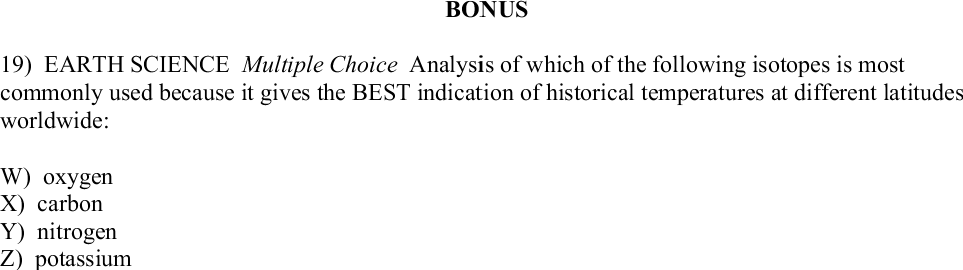 BONUS
19) EARTH SCIENCE Multiple Choice Analysis of which of the following isotopes is most
commonly used because it gives the BEST indication of historical temperatures at different latitudes
worldwide:
W) oxygen
X) carbon
Y) nitrogen
Z) potassium